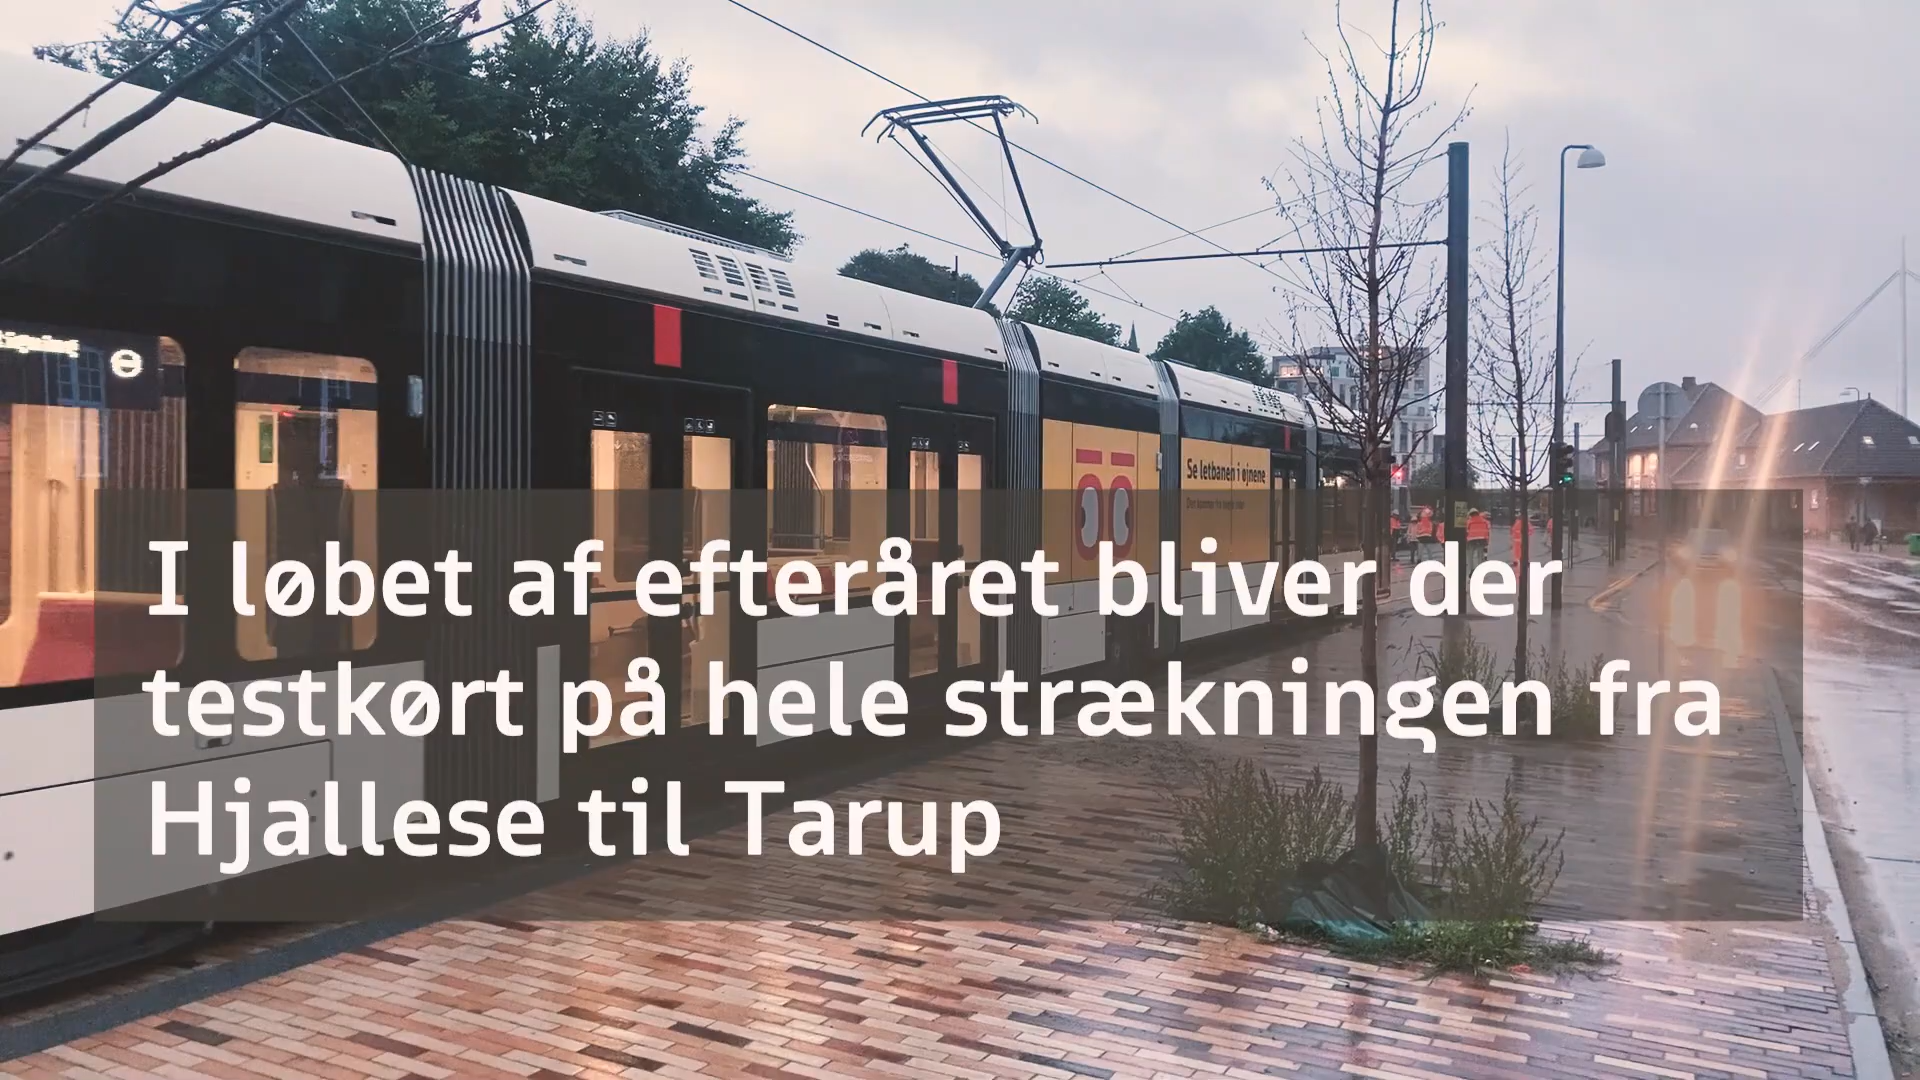 Se letbanen i øjnene
I løbet af efteråret bliver der
testkørt på hele strækningen fra
Hjallese til Tarup